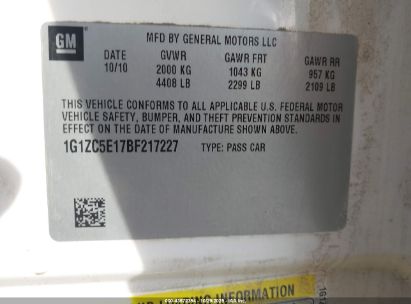 GM
MFD BY GENERAL MOTORS LLC
DATE GVWR GAWR FRT GAWR RR
10/10 2000 KG 1043 KG 957 KG
4408 LB 2299 LB 2109 LB
THIS VEHICLE CONFORMS TO ALL APPLICABLE U.S. FEDERAL MOTOR
VEHICLE SAFETY, BUMPER, AND THEFT PREVENTION STANDARDS IN
EFFECT ON THE DATE OF MANUFACTURE SHOWN ABOVE.
1G1ZC5E17BF217227 TYPE: PASS CAR
INFORMATION